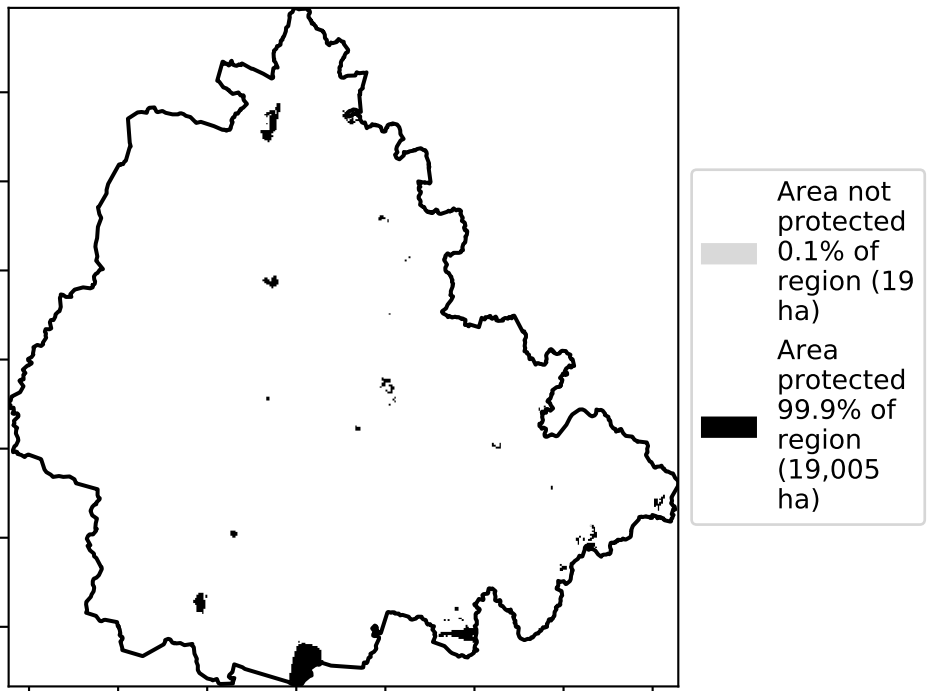 Area not
protected
0.1% of
region (19
ha)
Area
protected
99.9% of
region
(19,005
ha)